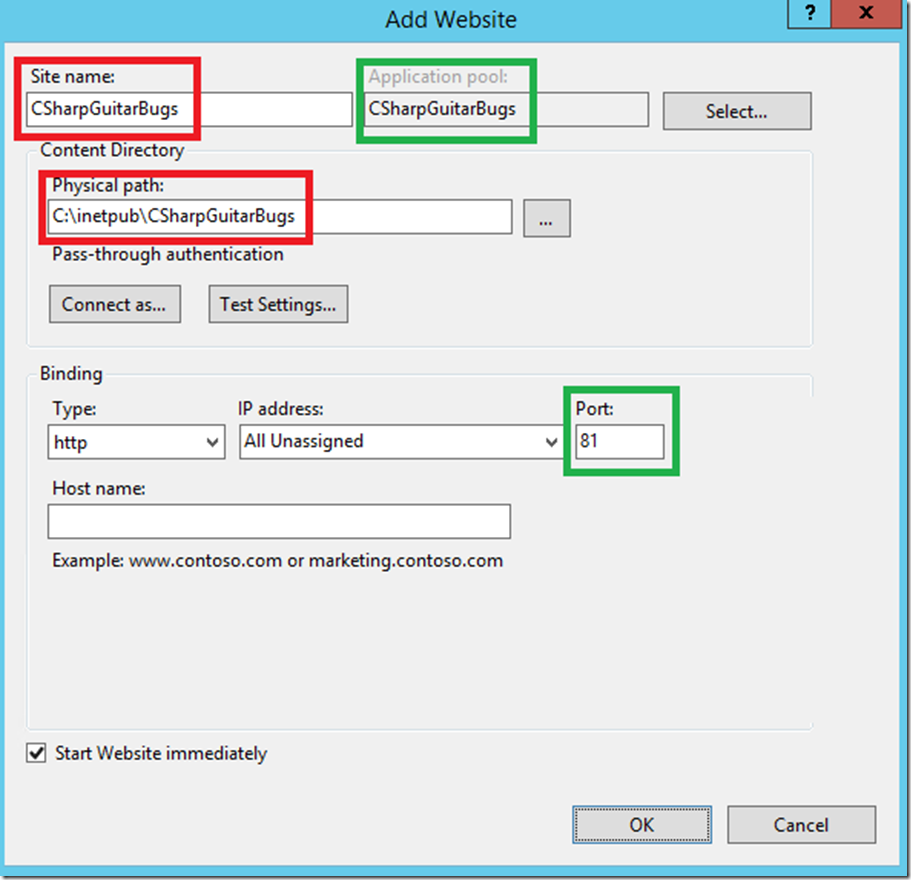 Add Website
?
X
Site name:
Application pool:
CSharpGuitarBugs
CSharpGuitarBugs
Select...
Content Directory
Physical path:
C:\inetpub\CSharpGuitarBugs
...
Pass-through authentication
Connect as...
Test Settings...
Binding
Type:
IP address:
Port:
http
All Unassigned
81
Host name:
Example: www.contoso.com or marketing.contoso.com
Start Website immediately
OK
Cancel